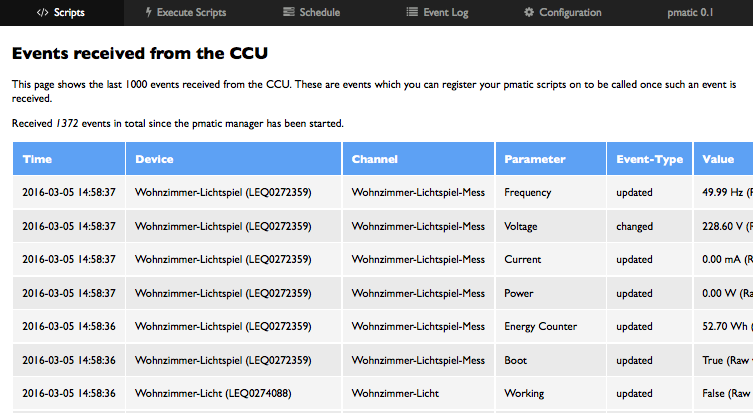 Scripts Execute Scripts Schedule Event Log Configuration pmatic 0.1
Events received from the CCU
This page shows the last 1000 events received from the CCU. These are events which you can register your pmatic scripts on to be called once such an event is
received.
Received 1372 events in total since the pmatic manager has been started.
Time Device Channel Parameter Event-Type Value
2016-03-05 14:58:37 Wohnzimmer-Lichtspiel (LEQ0272359) Wohnzimmer-Lichtspiel-Mess Frequency updated 49.99 Hz (R
2016-03-05 14:58:37 Wohnzimmer-Lichtspiel (LEQ0272359) Wohnzimmer-Lichtspiel-Mess Voltage changed 228.60 V (R
2016-03-05 14:58:37 Wohnzimmer-Lichtspiel (LEQ0272359) Wohnzimmer-Lichtspiel-Mess Current updated 0.00 mA (R
2016-03-05 14:58:37 Wohnzimmer-Lichtspiel (LEQ0272359) Wohnzimmer-Lichtspiel-Mess Power updated 0.00 W (Ra
2016-03-05 14:58:36 Wohnzimmer-Lichtspiel (LEQ0272359) Wohnzimmer-Lichtspiel-Mess Energy Counter updated 52.70 Wh (
2016-03-05 14:58:36 Wohnzimmer-Lichtspiel (LEQ0272359) Wohnzimmer-Lichtspiel-Mess Boot updated True (Raw
2016-03-05 14:58:36 Wohnzimmer-Licht (LEQ0274088) Wohnzimmer-Licht Working updated False (Raw